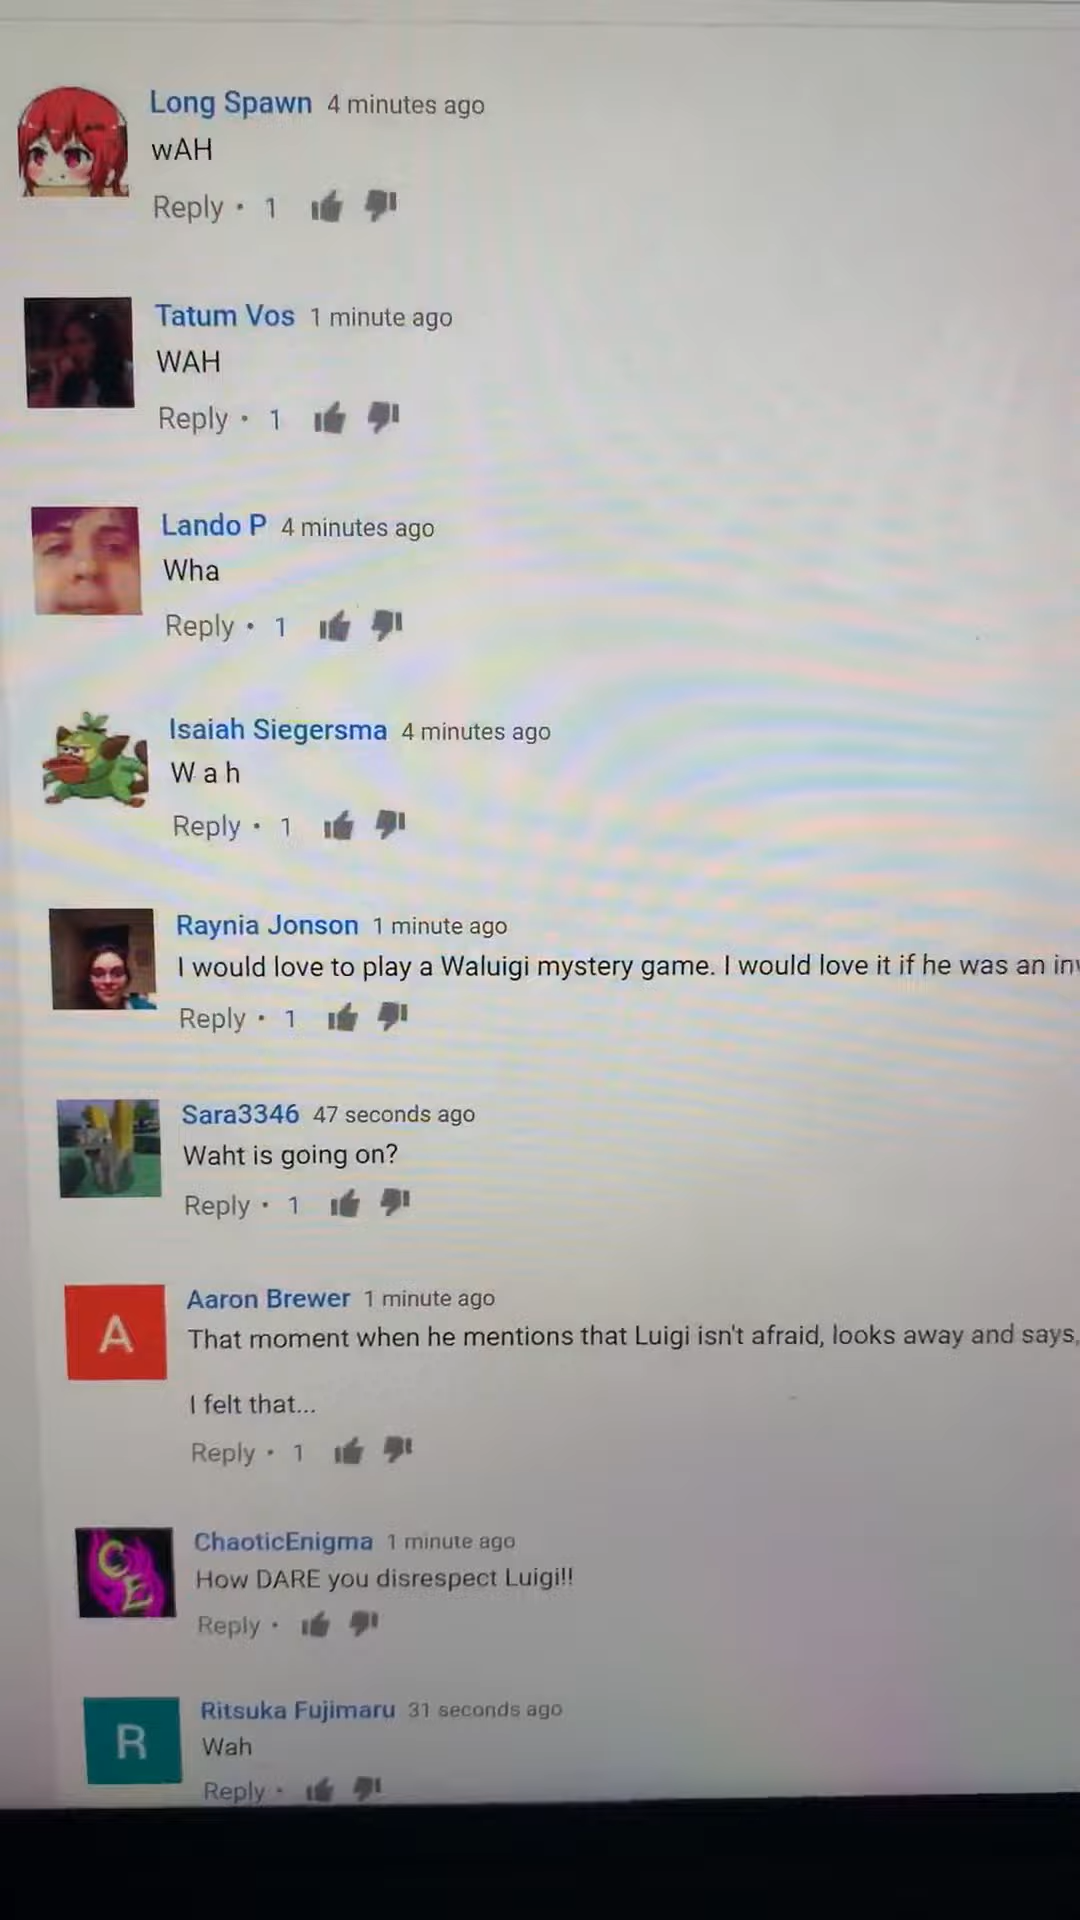 Long Spawn 4 minutes ago
wAH
Reply • 1
Tatum Vos 1 minute ago
WAH
Reply • 1
Lando P 4 minutes ago
Wha
Reply • 1
Isaiah Siegersma 4 minutes ago
W a h
Reply • 1
Raynia Jonson 1 minute ago
I would love to play a Waluigi mystery game. I would love it if he was an
Reply • 1
Sara3346 47 seconds ago
Waht is going on?
Reply • 1
A
Aaron Brewer 1 minute ago
That moment when he mentions that Luigi isn't afraid, looks away and says,
I felt that...
Reply • 1
CE
ChaoticEnigma 1 minute ago
How DARE you disrespect Luigi!!
Reply •
R
Ritsuka Fujimaru 31 seconds ago
Wah
Reply •